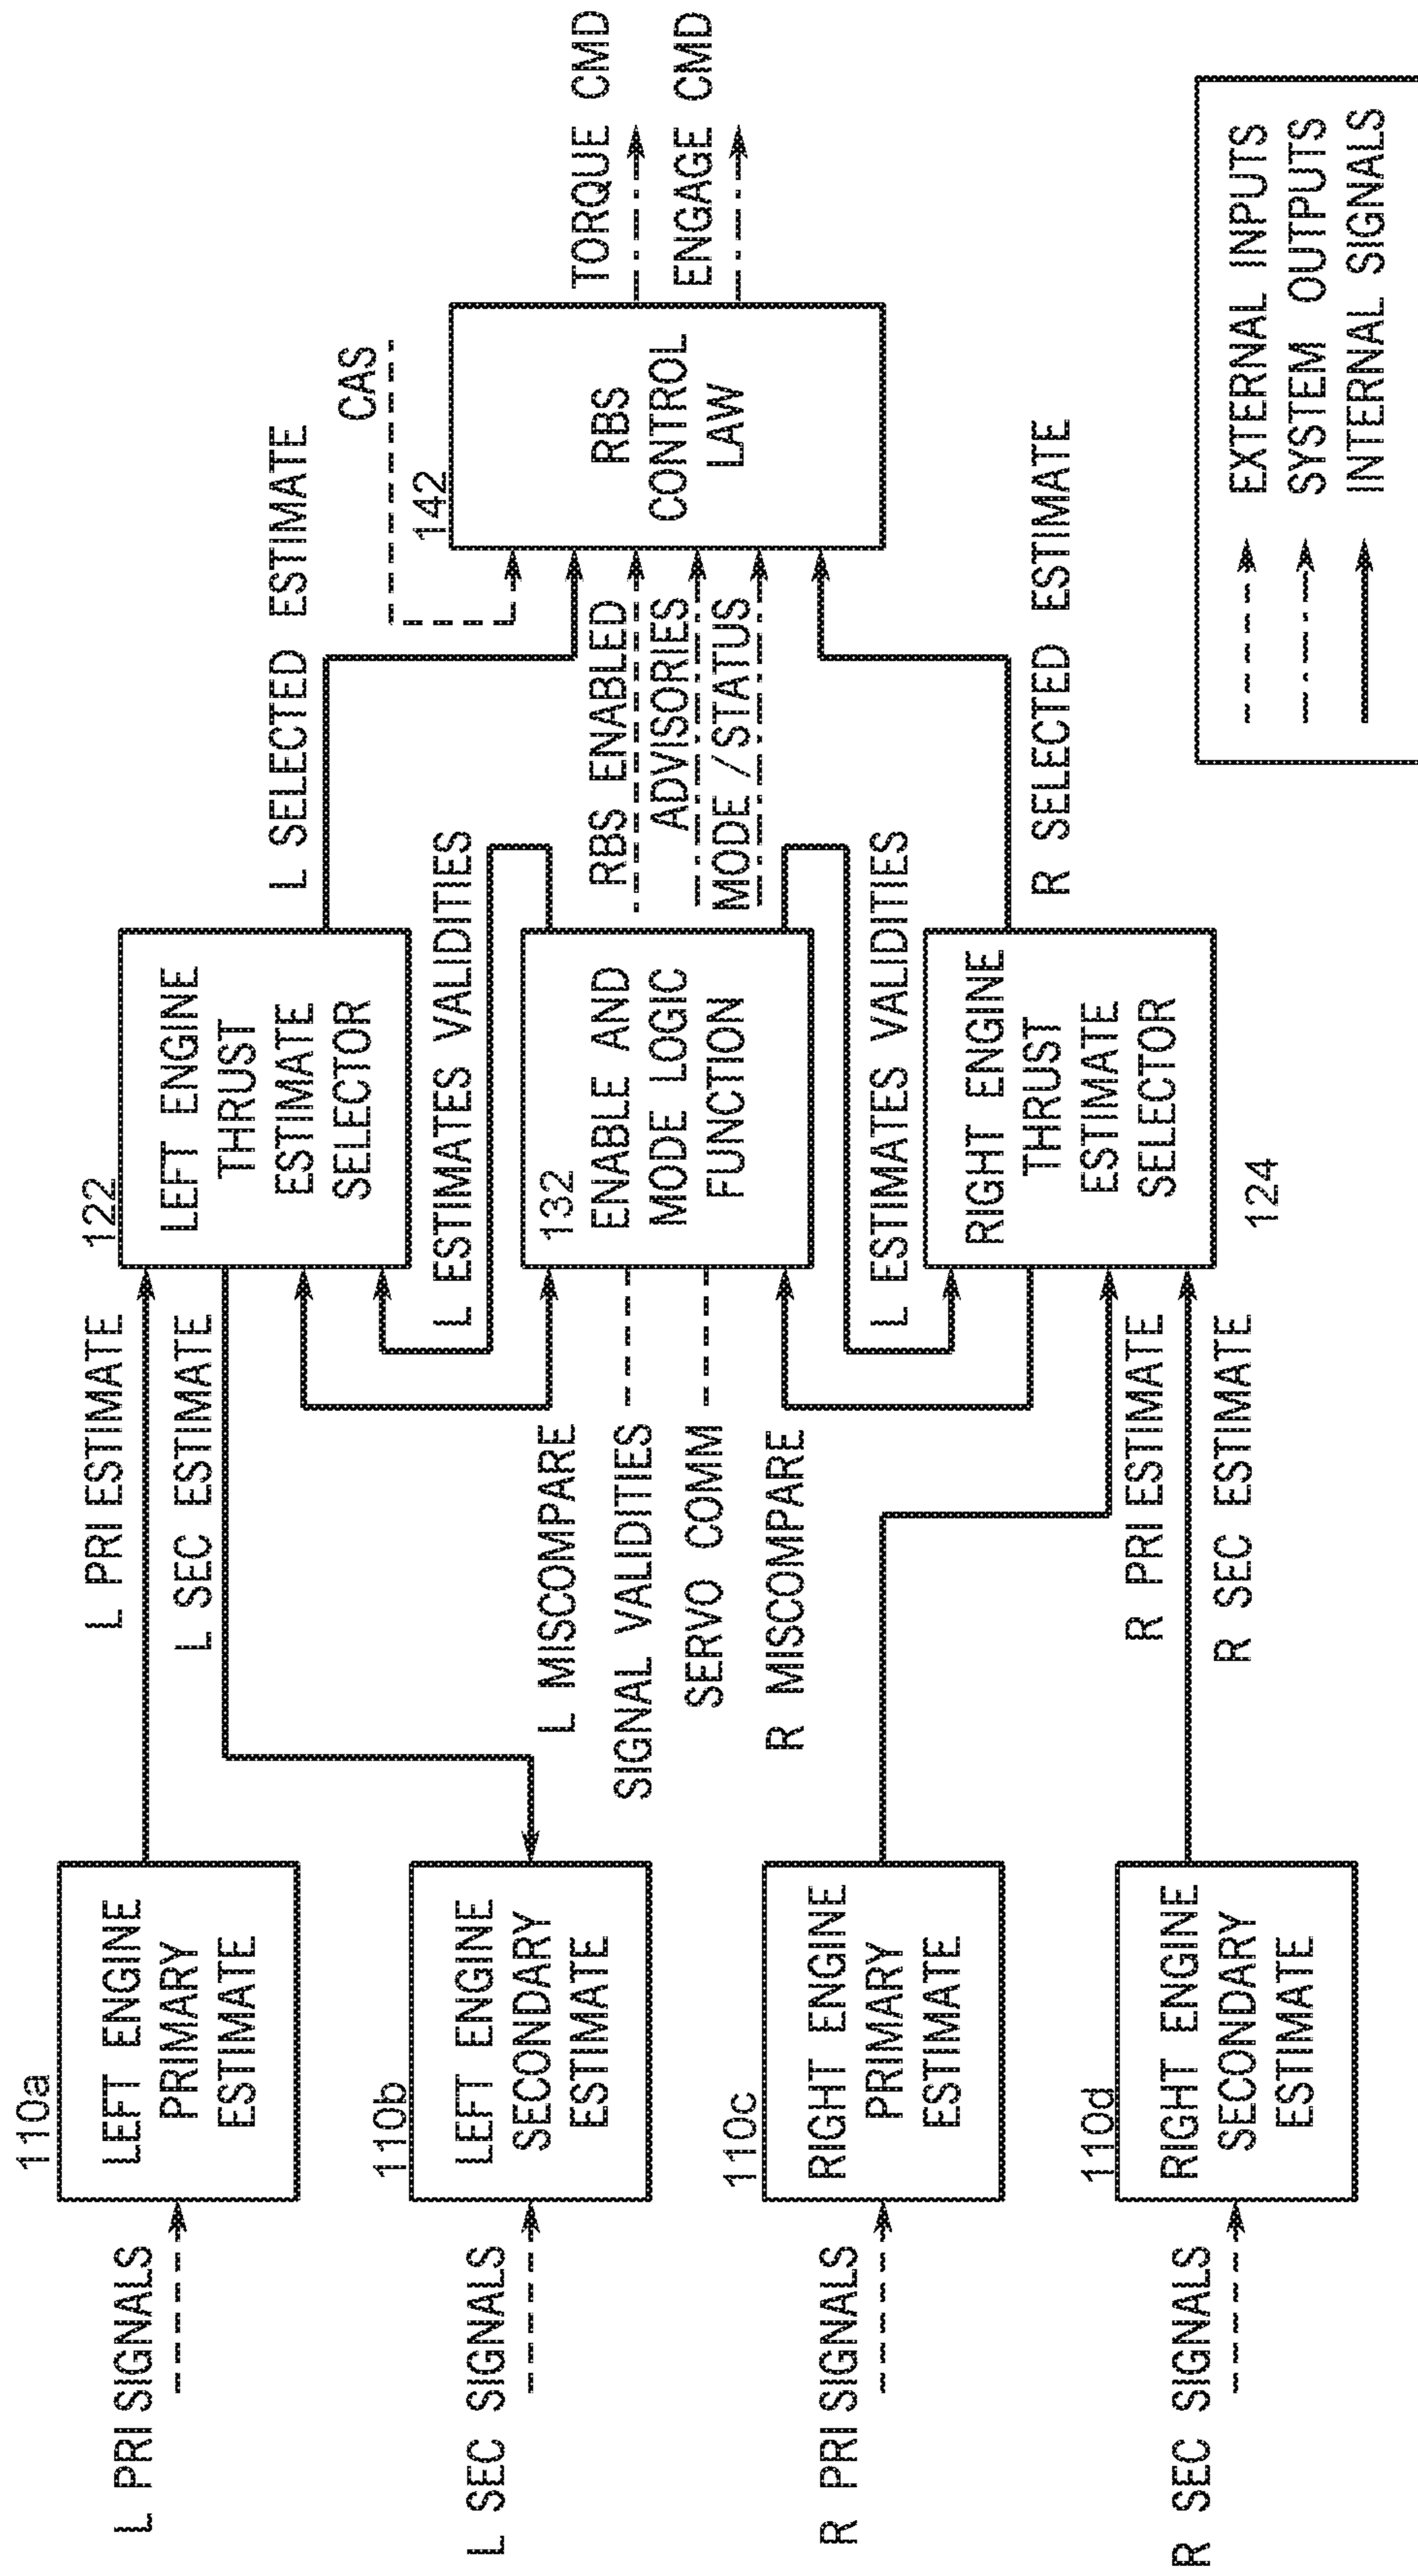 L PRI SIGNALS
110a
LEFT ENGINE
PRIMARY
ESTIMATE
L PRI ESTIMATE
L SEC ESTIMATE
122
LEFT ENGINE
THRUST
ESTIMATE
SELECTOR
L SELECTED ESTIMATE
CAS
L SEC SIGNALS
110b
LEFT ENGINE
SECONDARY
ESTIMATE
L MISCOMPARE
SIGNAL VALIDITIES
SERVO COMM
R MISCOMPARE
L ESTIMATES VALIDITIES
132
ENABLE AND
MODE LOGIC
FUNCTION
L ESTIMATES VALIDITIES
RBS ENABLED
ADVISORIES
MODE/STATUS
142
RBS
CONTROL
LAW
TORQUE CMD
ENGAGE CMD
R PRI SIGNALS
110c
RIGHT ENGINE
PRIMARY
ESTIMATE
R PRI ESTIMATE
R SEC ESTIMATE
RIGHT ENGINE
THRUST
ESTIMATE
SELECTOR
124
R SELECTED ESTIMATE
R SEC SIGNALS
110d
RIGHT ENGINE
SECONDARY
ESTIMATE
EXTERNAL INPUTS
SYSTEM OUTPUTS
INTERNAL SIGNALS